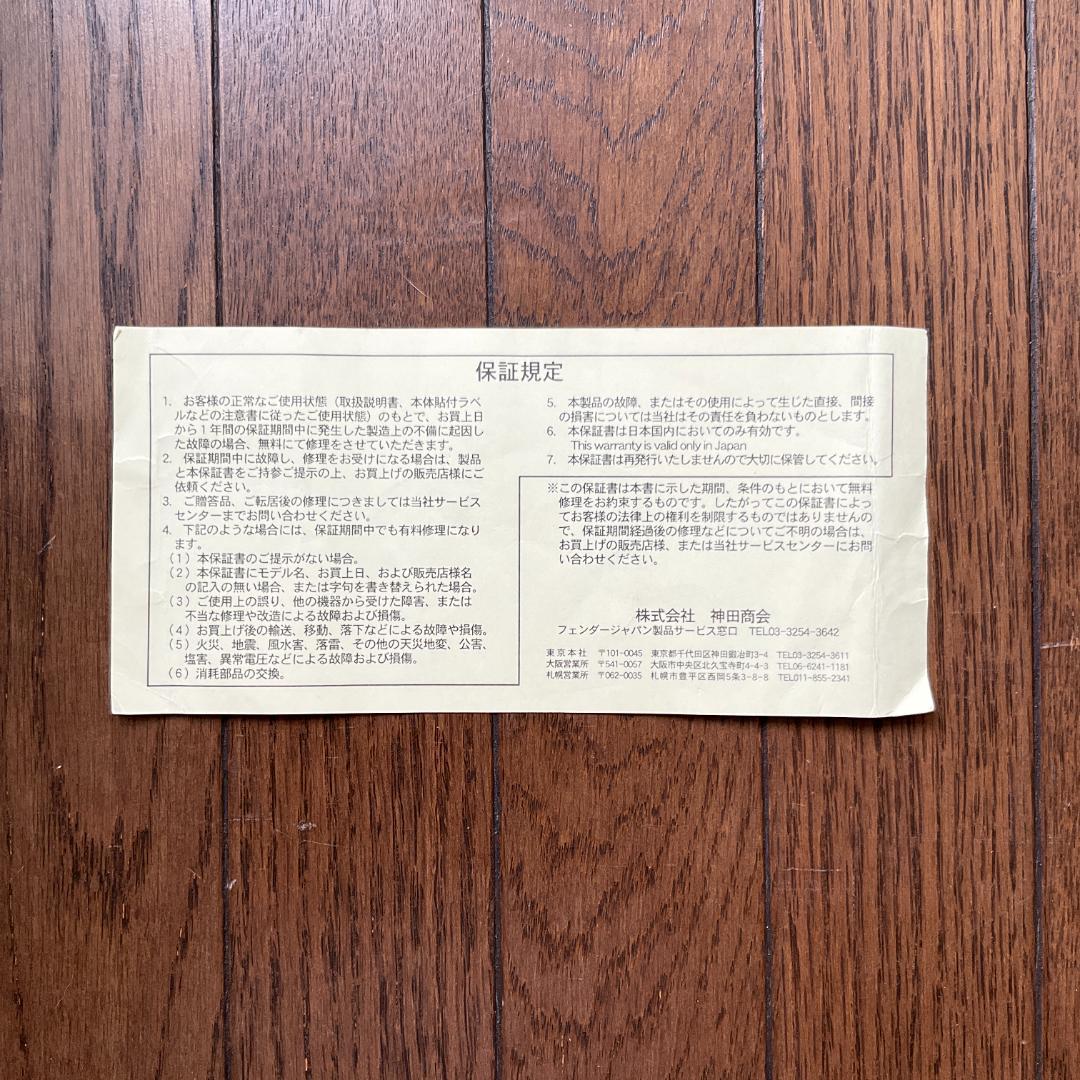 保証規定
1. お客様の正常なご使用状態（取扱説明書、本体貼付ラベ
ルなどの注意書に従ったご使用状態）のもとで、お買上日
から1年間の保証期間中に発生した製造上の不備に起因し
た故障の場合、無料にて修理をさせていただきます。
2. 保証期間中に故障し、修理をお受けになる場合は、製品
と本保証書をご持参ご提示の上、お買上げの販売店様にご
依頼ください。
3. ご贈答品、ご転居後の修理につきましては当社サービス
センターまでお問い合わせください。
4. 下記のような場合には、保証期間中でも有料修理になり
ます。
(1) 本保証書のご提示がない場合。
(2) 本保証書にモデル名、お買上日、および販売店様名
の記入の無い場合、または字句を書き替えられた場合。
(3) ご使用上の誤り、他の機器から受けた障害、または
不当な修理や改造による故障および損傷。
(4) お買上げ後の輸送、移動、落下などによる故障や損傷。
(5) 火災、地震、風水害、落雷、その他の天災地変、公害、
塩害、異常電圧などによる故障および損傷。
(6) 消耗部品の交換。
5. 本製品の故障、またはその使用によって生じた直接、間接
の損害については当社はその責任を負わないものとします。
6. 本保証書は日本国内においてのみ有効です。
This warranty is valid only in Japan
7. 本保証書は再発行いたしませんので大切に保管してください。
※この保証書は本書に示した期間、条件のもとにおいて無料
修理をお約束するものです。したがってこの保証書によっ
てお客様の法律上の権利を制限するものではありませんの
で、保証期間経過後の修理などについてご不明の場合は、
お買上げの販売店様、または当社サービスセンターにお問
い合わせください。
株式会社 神田商会
フェンダージャパン製品サービス窓口 TEL03-3254-3642
東京本社 〒101-0045 東京都千代田区神田鍛冶町3-4 TEL03-3254-3611
大阪営業所 〒541-0057 大阪市中央区北久宝寺町4-4-3 TEL06-6241-1181
札幌営業所 〒062-0035 札幌市豊平区西岡5条3-8-8 TEL011-855-2341